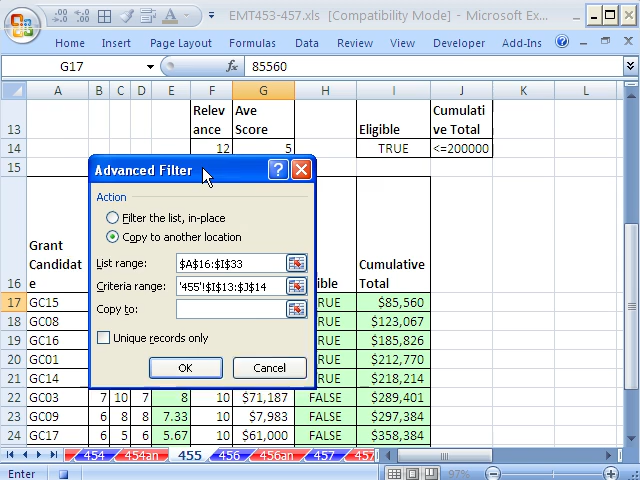 EMT453-457.xls [Compatibility Mode] - Microsoft Ex...
Home Insert Page Layout Formulas Data Review View Developer Add-Ins
G17 fx 85560
A B C D E F G H I J K L
13 Relev ance Ave Score Eligible Cumulati ve Total
14 12 5 TRUE <=200000
15
Advanced Filter
Action
Filter the list, in-place
Copy to another location
List range: $A$16:$I$33
Criteria range: '455'!$I$13:$J$14
Copy to:
Unique records only
OK Cancel
16 Grant Candidat e ible Cumulative Total
17 GC15 RUE $85,560
18 GC08 RUE $123,067
19 GC16 RUE $185,826
20 GC01 RUE $212,770
21 GC14 RUE $218,214
22 GC03 7 10 7 8 10 $71,187 FALSE $289,401
23 GC09 6 8 8 7.33 10 $7,983 FALSE $297,384
24 GC17 6 5 6 5.67 10 $61,000 FALSE $358,384
454 454an 455 456 456an 457 457
Enter 97%